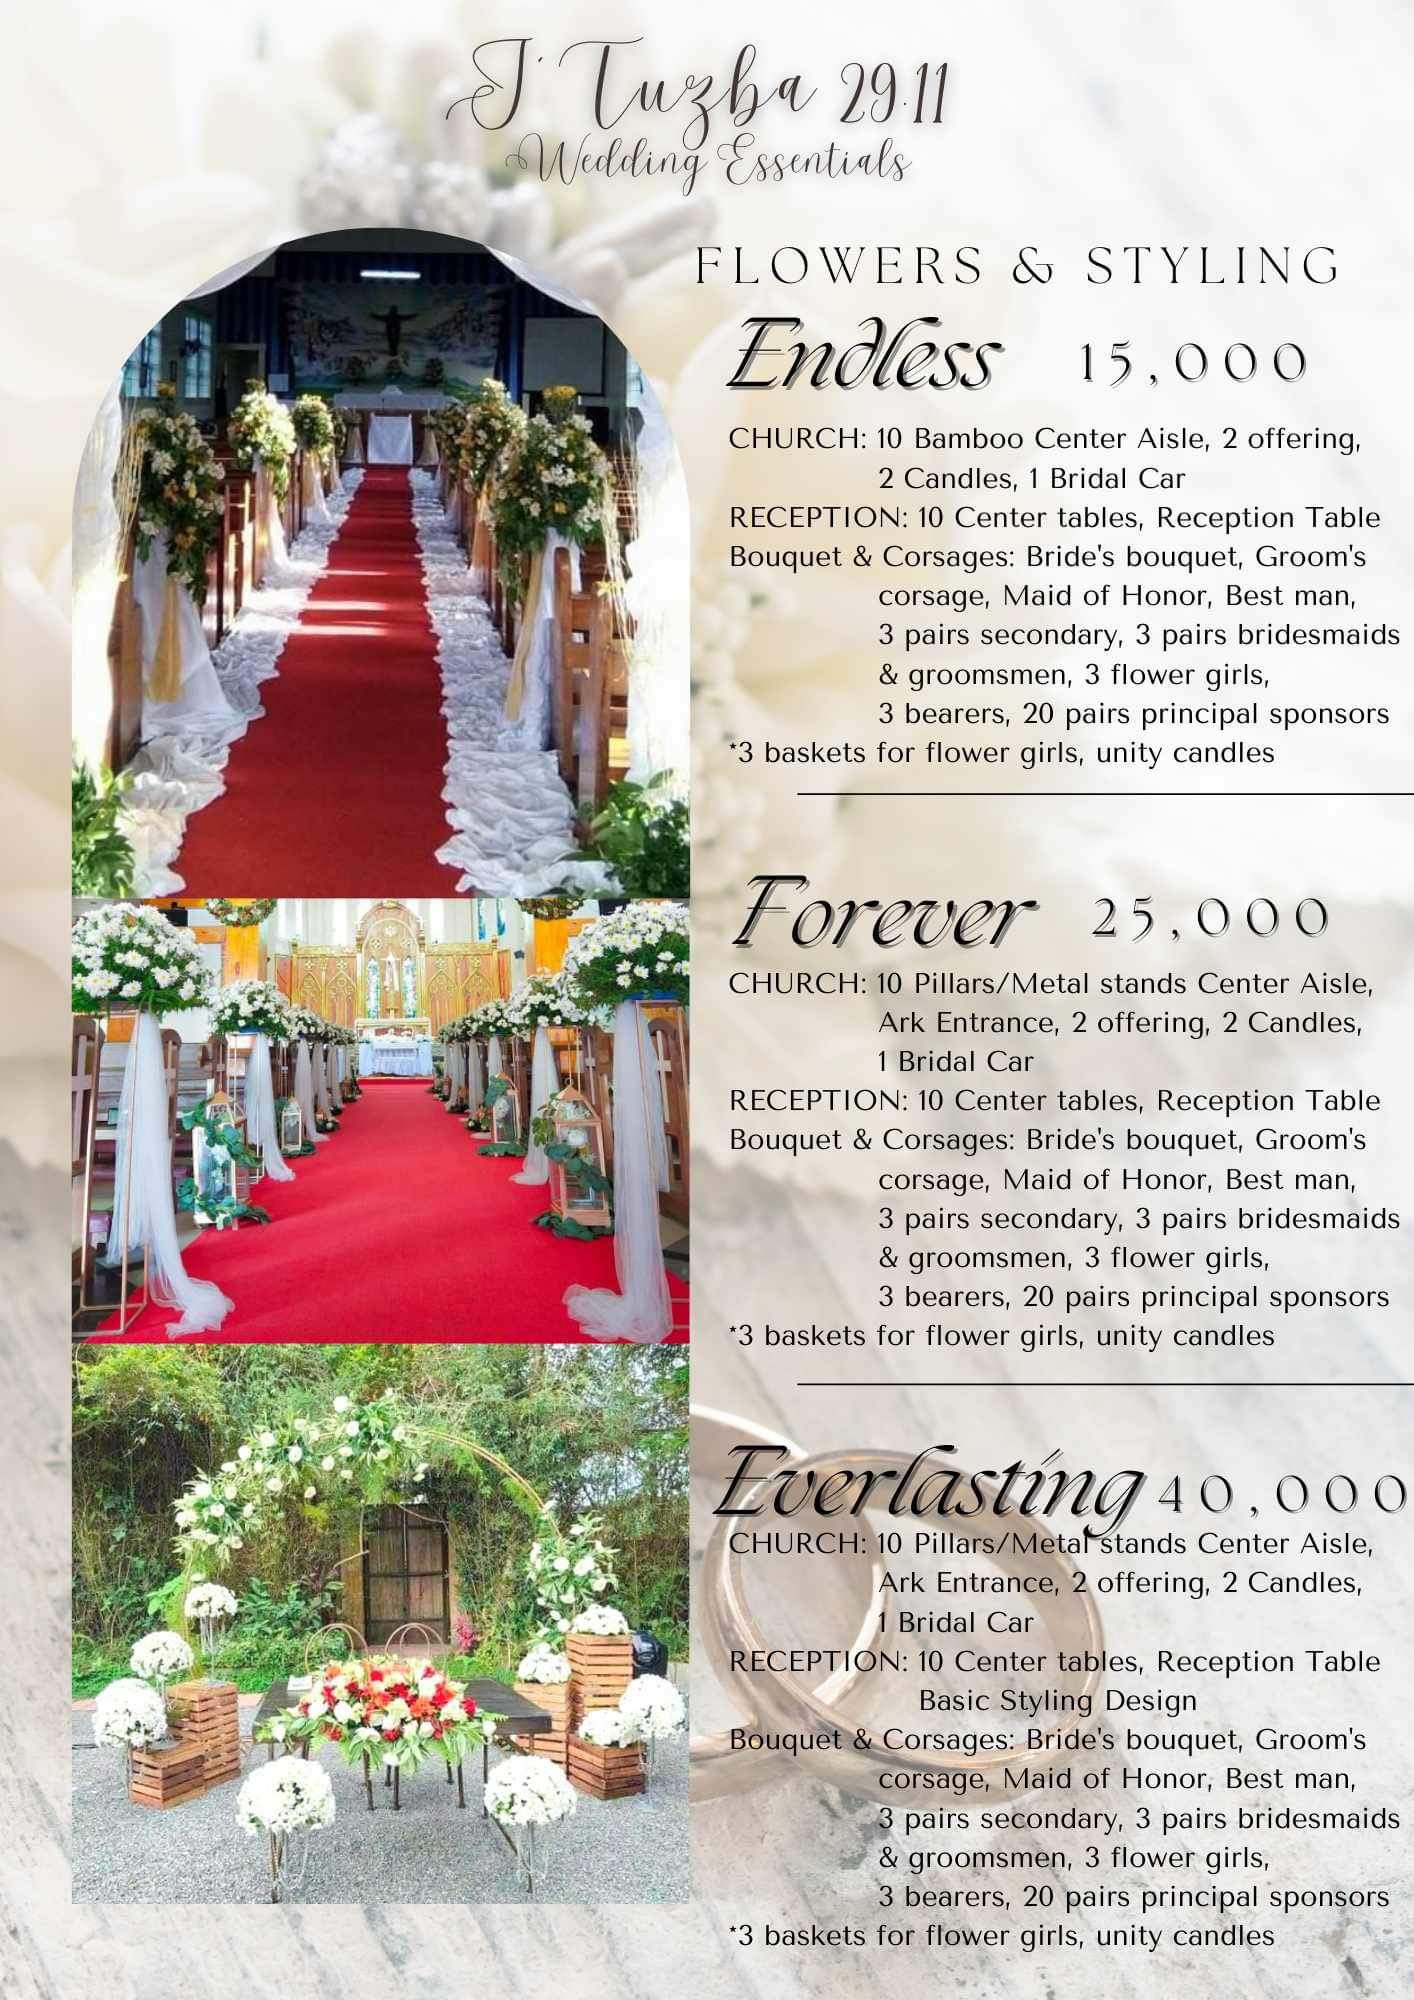 J' Tuzba 29.11
Wedding Essentials
FLOWERS & STYLING
Endless 15,000
CHURCH: 10 Bamboo Center Aisle, 2 offering,
2 Candles, 1 Bridal Car
RECEPTION: 10 Center tables, Reception Table
Bouquet & Corsages: Bride's bouquet, Groom's
corsage, Maid of Honor, Best man,
3 pairs secondary, 3 pairs bridesmaids
& groomsmen, 3 flower girls,
3 bearers, 20 pairs principal sponsors
*3 baskets for flower girls, unity candles
Forever 25,000
CHURCH: 10 Pillars/Metal stands Center Aisle,
Ark Entrance, 2 offering, 2 Candles,
1 Bridal Car
RECEPTION: 10 Center tables, Reception Table
Bouquet & Corsages: Bride's bouquet, Groom's
corsage, Maid of Honor, Best man,
3 pairs secondary, 3 pairs bridesmaids
& groomsmen, 3 flower girls,
3 bearers, 20 pairs principal sponsors
*3 baskets for flower girls, unity candles
Everlasting 40,000
CHURCH: 10 Pillars/Metal stands Center Aisle,
Ark Entrance, 2 offering, 2 Candles,
1 Bridal Car
RECEPTION: 10 Center tables, Reception Table
Basic Styling Design
Bouquet & Corsages: Bride's bouquet, Groom's
corsage, Maid of Honor, Best man,
3 pairs secondary, 3 pairs bridesmaids
& groomsmen, 3 flower girls,
3 bearers, 20 pairs principal sponsors
*3 baskets for flower girls, unity candles